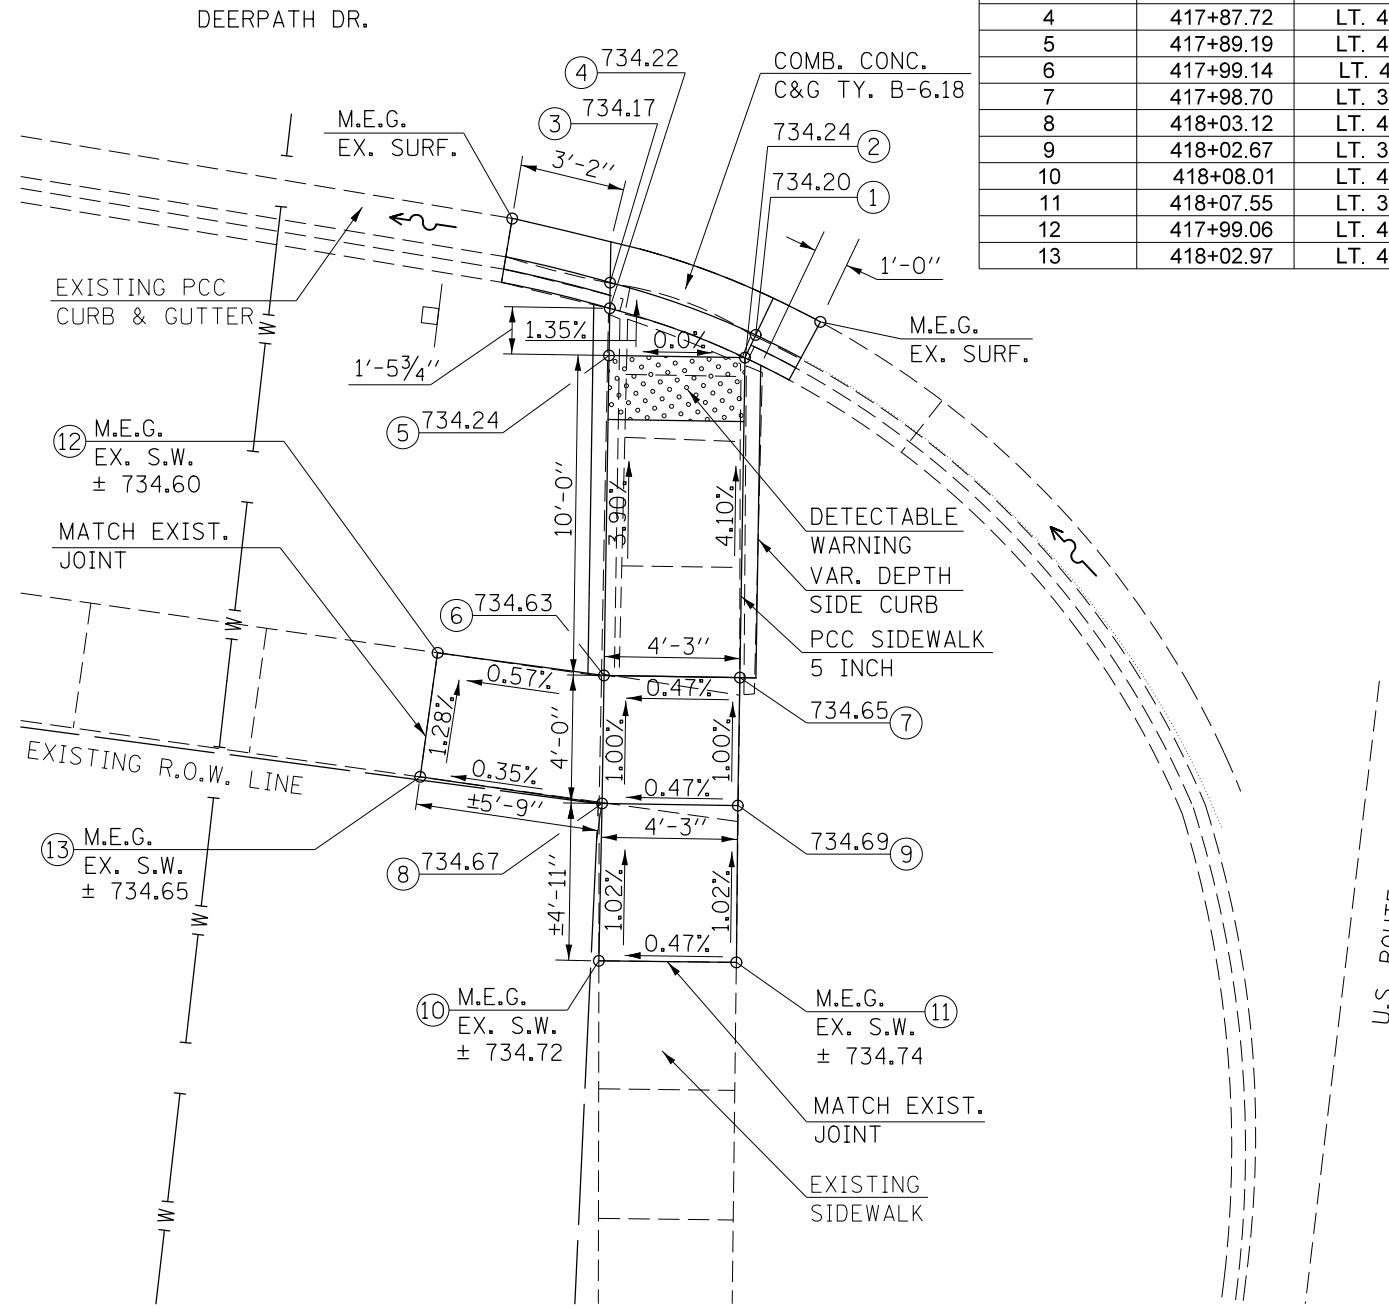 DEERPATH DR.
4 417+87.72 LT. 4
5 417+89.19 LT. 4
6 417+99.14 LT. 4
7 417+98.70 LT. 3
8 418+03.12 LT. 4
9 418+02.67 LT. 3
10 418+08.01 LT. 4
11 418+07.55 LT. 3
12 417+99.06 LT. 4
13 418+02.97 LT. 4
4 734.22
COMB. CONC.
C&G TY. B-6.18
3 734.17
M.E.G.
EX. SURF.
734.24 2
3'-2"
734.20 1
1'-0"
EXISTING PCC
CURB & GUTTER
W
M.E.G.
EX. SURF.
1.35%
0.0%
1'-5¾"
5 734.24
12 M.E.G.
EX. S.W.
± 734.60
10'-0"
3.90%
4.10%
DETECTABLE
WARNING
MATCH EXIST.
JOINT
VAR. DEPTH
SIDE CURB
6 734.63
W
4'-3"
PCC SIDEWALK
5 INCH
0.57%
0.47%
1.28%
4'-0"
1.00%
1.00%
734.65 7
EXISTING R.O.W. LINE
0.35%
0.47%
±5'-9"
4'-3"
13 M.E.G.
EX. S.W.
± 734.65
8 734.67
734.69 9
±4'-11"
1.02%
1.02%
W
0.47%
10 M.E.G.
EX. S.W.
± 734.72
M.E.G. 11
EX. S.W.
± 734.74
U.S. ROUTE
MATCH EXIST.
JOINT
EXISTING
SIDEWALK
W